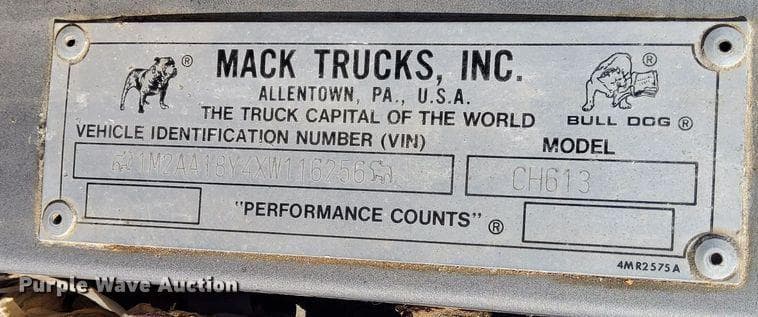 MACK TRUCKS, INC.
ALLENTOWN, PA., U.S.A.
THE TRUCK CAPITAL OF THE WORLD
BULL DOG ®
VEHICLE IDENTIFICATION NUMBER (VIN)
MODEL
1M2AA18Y4XW116256
CH613
"PERFORMANCE COUNTS" ®
4MR2575A
Purple Wave Auction